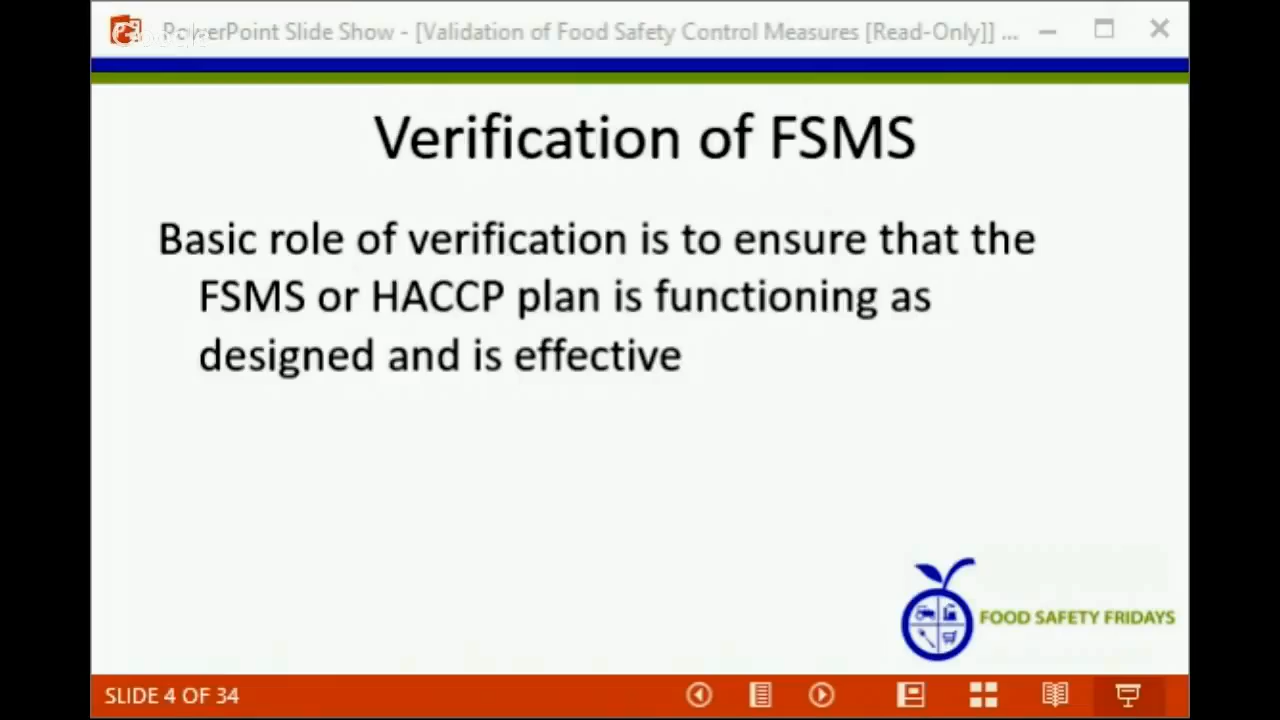 PowerPoint Slide Show - [Validation of Food Safety Control Measures [Read-Only]] ...
Verification of FSMS
Basic role of verification is to ensure that the
FSMS or HACCP plan is functioning as
designed and is effective
FOOD SAFETY FRIDAYS
SLIDE 4 OF 34